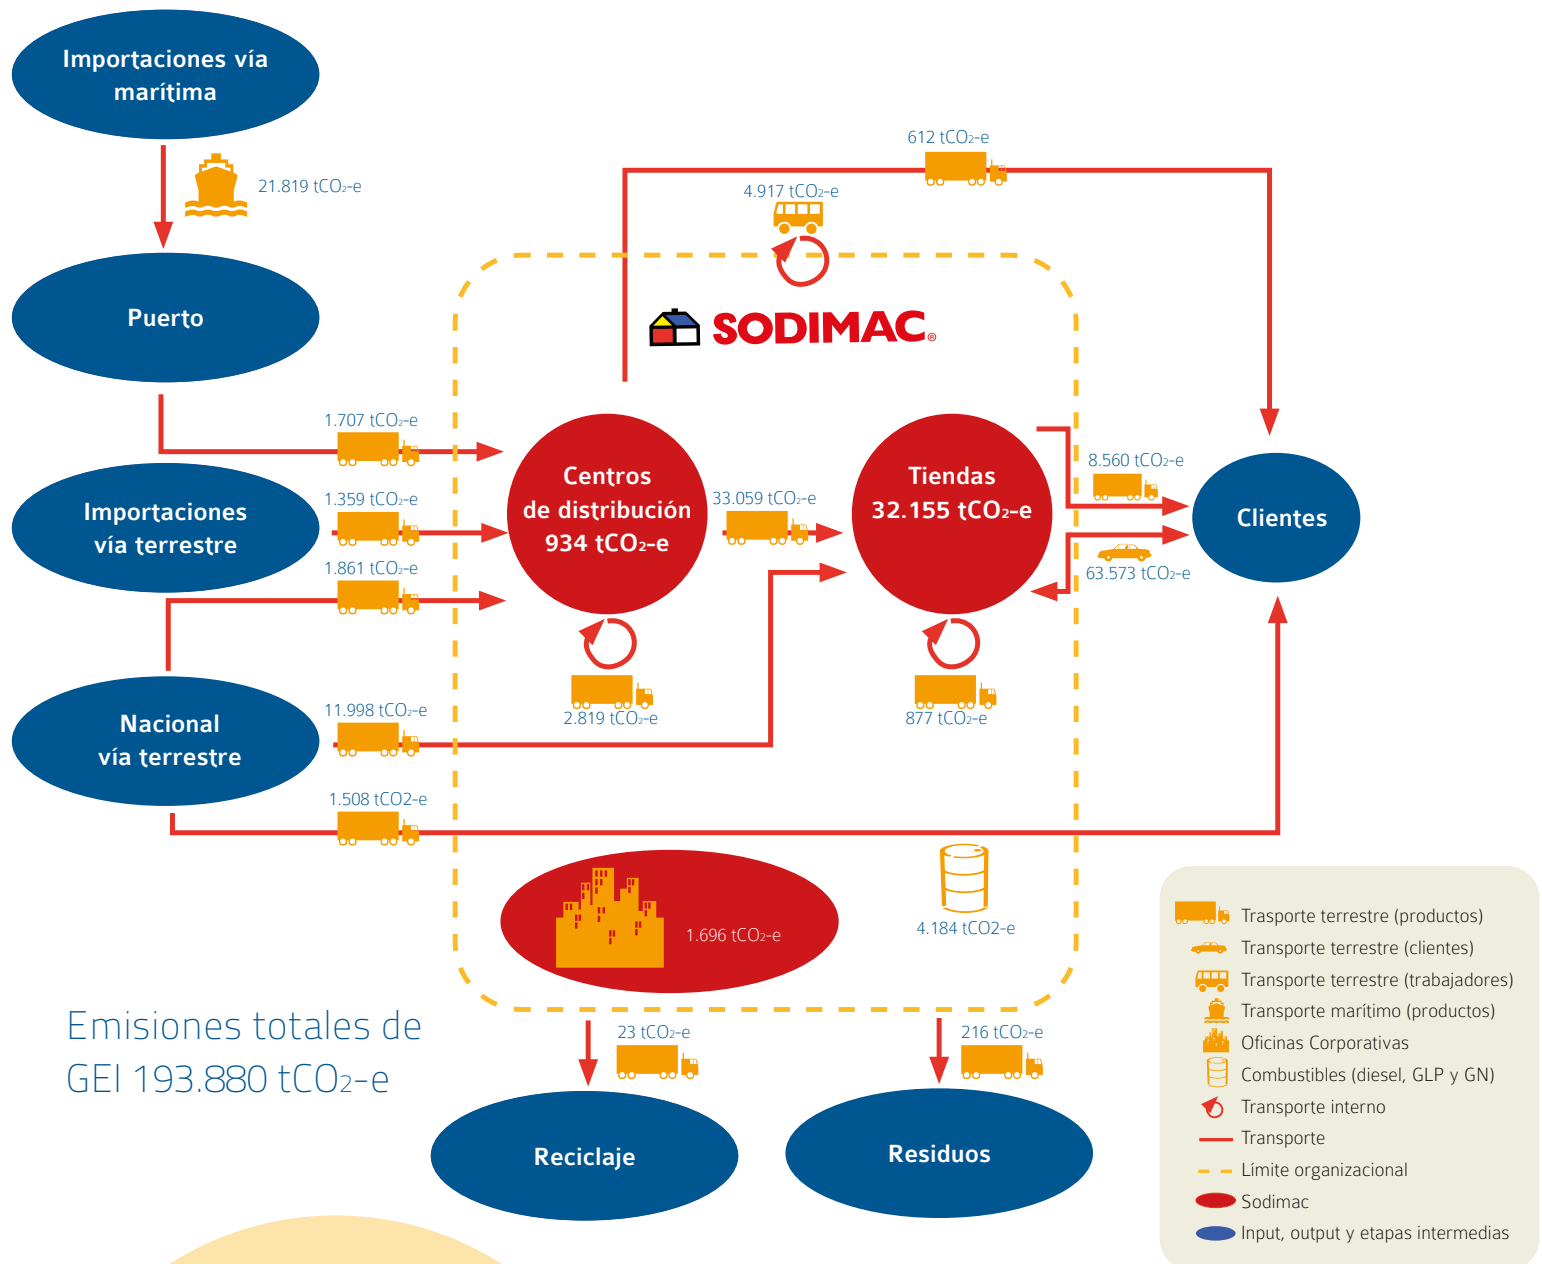 Importaciones vía
marítima
21.819 tCO2-e
Puerto
612 tCO2-e
4.917 tCO2-e
SODIMAC®
1.707 tCO2-e
Importaciones
vía terrestre
1.359 tCO2-e
1.861 tCO2-e
Centros
de distribución
934 tCO2-e
33.059 tCO2-e
Tiendas
32.155 tCO2-e
8.560 tCO2-e
63.573 tCO2-e
Clientes
2.819 tCO2-e
877 tCO2-e
Nacional
vía terrestre
11.998 tCO2-e
1.508 tCO2-e
1.696 tCO2-e
4.184 tCO2-e
Emisiones totales de
GEI 193.880 tCO2-e
23 tCO2-e
216 tCO2-e
Reciclaje
Residuos
Trasporte terrestre (productos)
Transporte terrestre (clientes)
Transporte terrestre (trabajadores)
Transporte marítimo (productos)
Oficinas Corporativas
Combustibles (diesel, GLP y GN)
Transporte interno
Transporte
Límite organizacional
Sodimac
Input, output y etapas intermedias